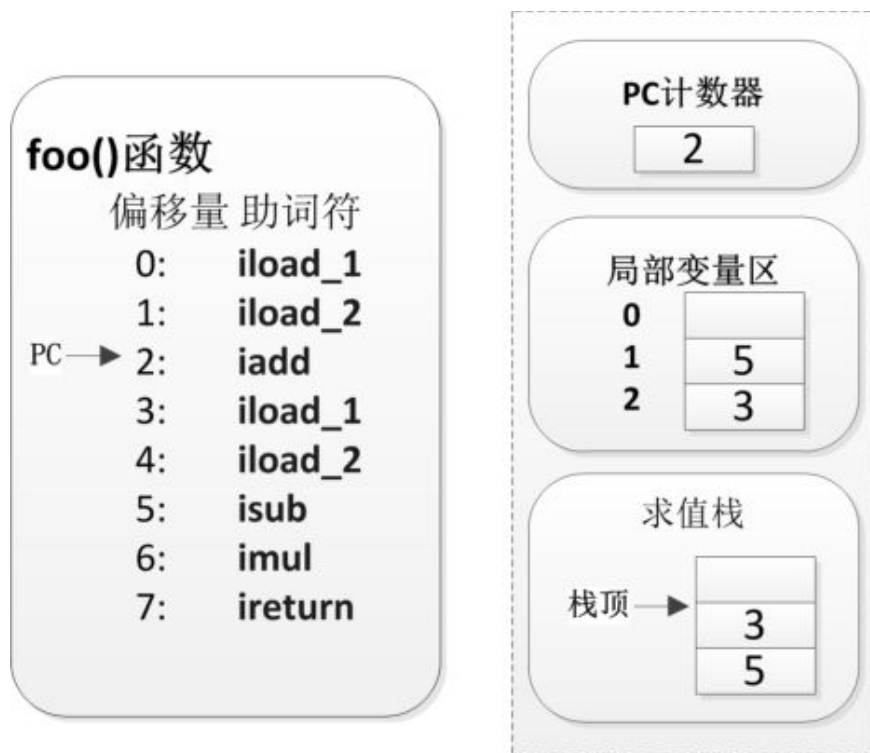 foo()函数
偏移量 助词符
0: iload_1
1: iload_2
PC 2: iadd
3: iload_1
4: iload_2
5: isub
6: imul
7: ireturn
PC计数器
2
局部变量区
0
1 5
2 3
求值栈
栈顶
3
5